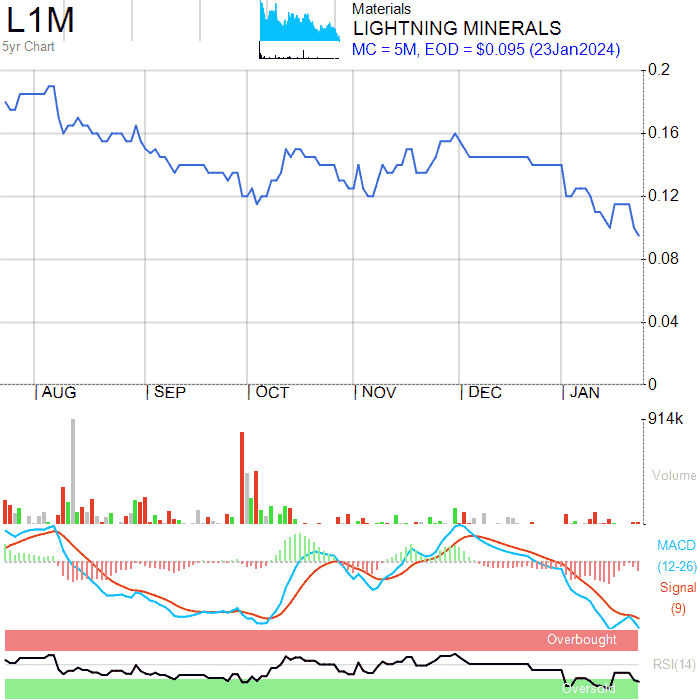 L1M
5yr Chart
Materials
LIGHTNING MINERALS
MC = 5M, EOD = $0.095 (23Jan2024)
0.2
0.16
0.12
0.08
0.04
0
AUG SEP OCT NOV DEC JAN
914k
Volume
MACD
(12-26)
Signal
(9)
Overbought
RSI(14)
Oversold